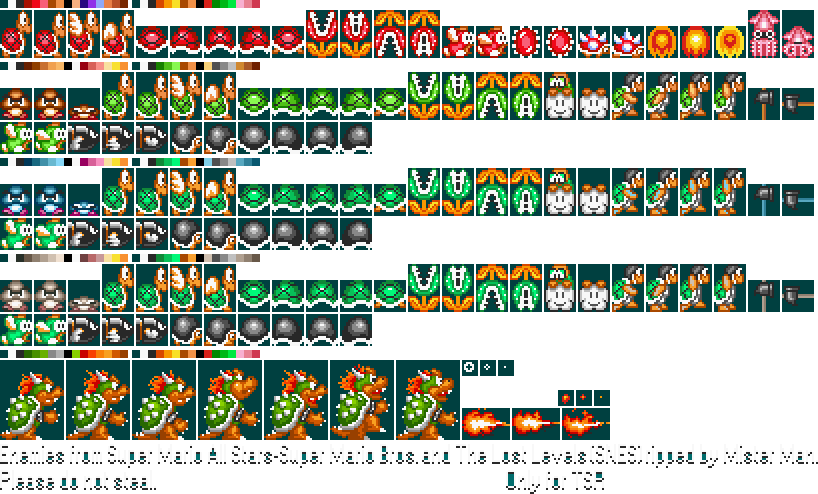 Enemies from Super Mario All Stars-Super Mario Bros. and The Lost Levels (SNES) ripped by Mister Man.
Please do not steal. Only for TSR